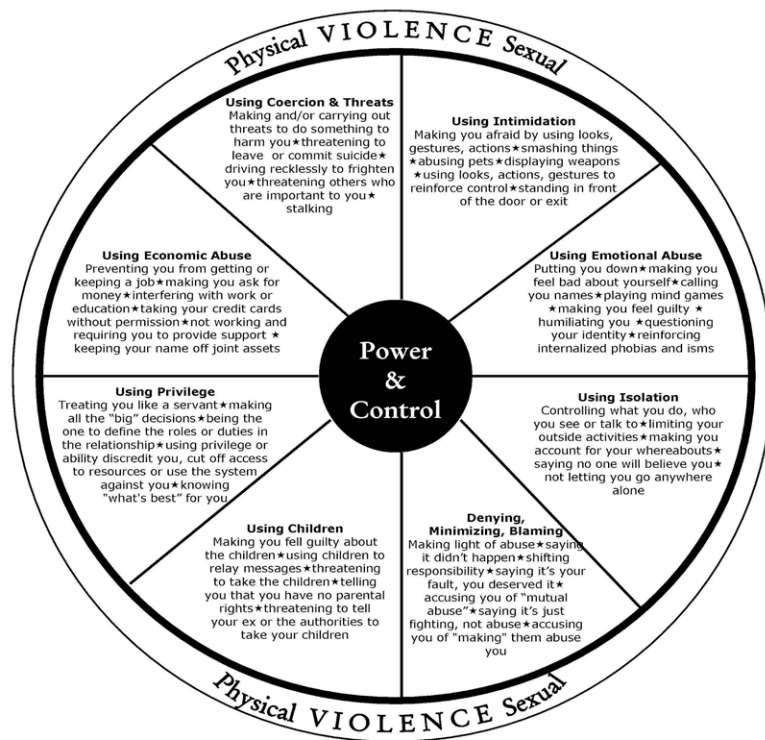 Physical VIOLENCE Sexual
Using Coercion & Threats
Making and/or carrying out
threats to do something to
harm you★threatening to
leave or commit suicide★
driving recklessly to frighten
you★threatening others who
are important to you★
stalking
Using Intimidation
Making you afraid by using looks,
gestures, actions★smashing things
★abusing pets★displaying weapons
★using looks, actions, gestures to
reinforce control★standing in front
of the door or exit
Using Emotional Abuse
Putting you down★making you
feel bad about yourself★calling
you names★playing mind games
★making you feel guilty ★
humiliating you ★questioning
your identity★reinforcing
internalized phobias and isms
Using Isolation
Controlling what you do, who
you see or talk to★limiting your
outside activities★making you
account for your whereabouts★
saying no one will believe you★
not letting you go anywhere
alone
Denying,
Minimizing, Blaming
Making light of abuse★saying
it didn't happen★shifting
responsibility★saying it's your
fault, you deserved it★
accusing you of “mutual
abuse”★saying it's just
fighting, not abuse★accusing
you of "making" them abuse
you
Using Children
Making you fell guilty about
the children★using children to
relay messages★threatening
to take the children★telling
you that you have no parental
rights★threatening to tell
your ex or the authorities to
take your children
Using Privilege
Treating you like a servant★making
all the “big” decisions★being the
one to define the roles or duties in
the relationship★using privilege or
ability discredit you, cut off access
to resources or use the system
against you★knowing
"what's best” for you
Using Economic Abuse
Preventing you from getting or
keeping a job★making you ask for
money★interfering with work or
education★taking your credit cards
without permission★not working and
requiring you to provide support ★
keeping your name off joint assets
Power
&
Control
Physical VIOLENCE Sexual